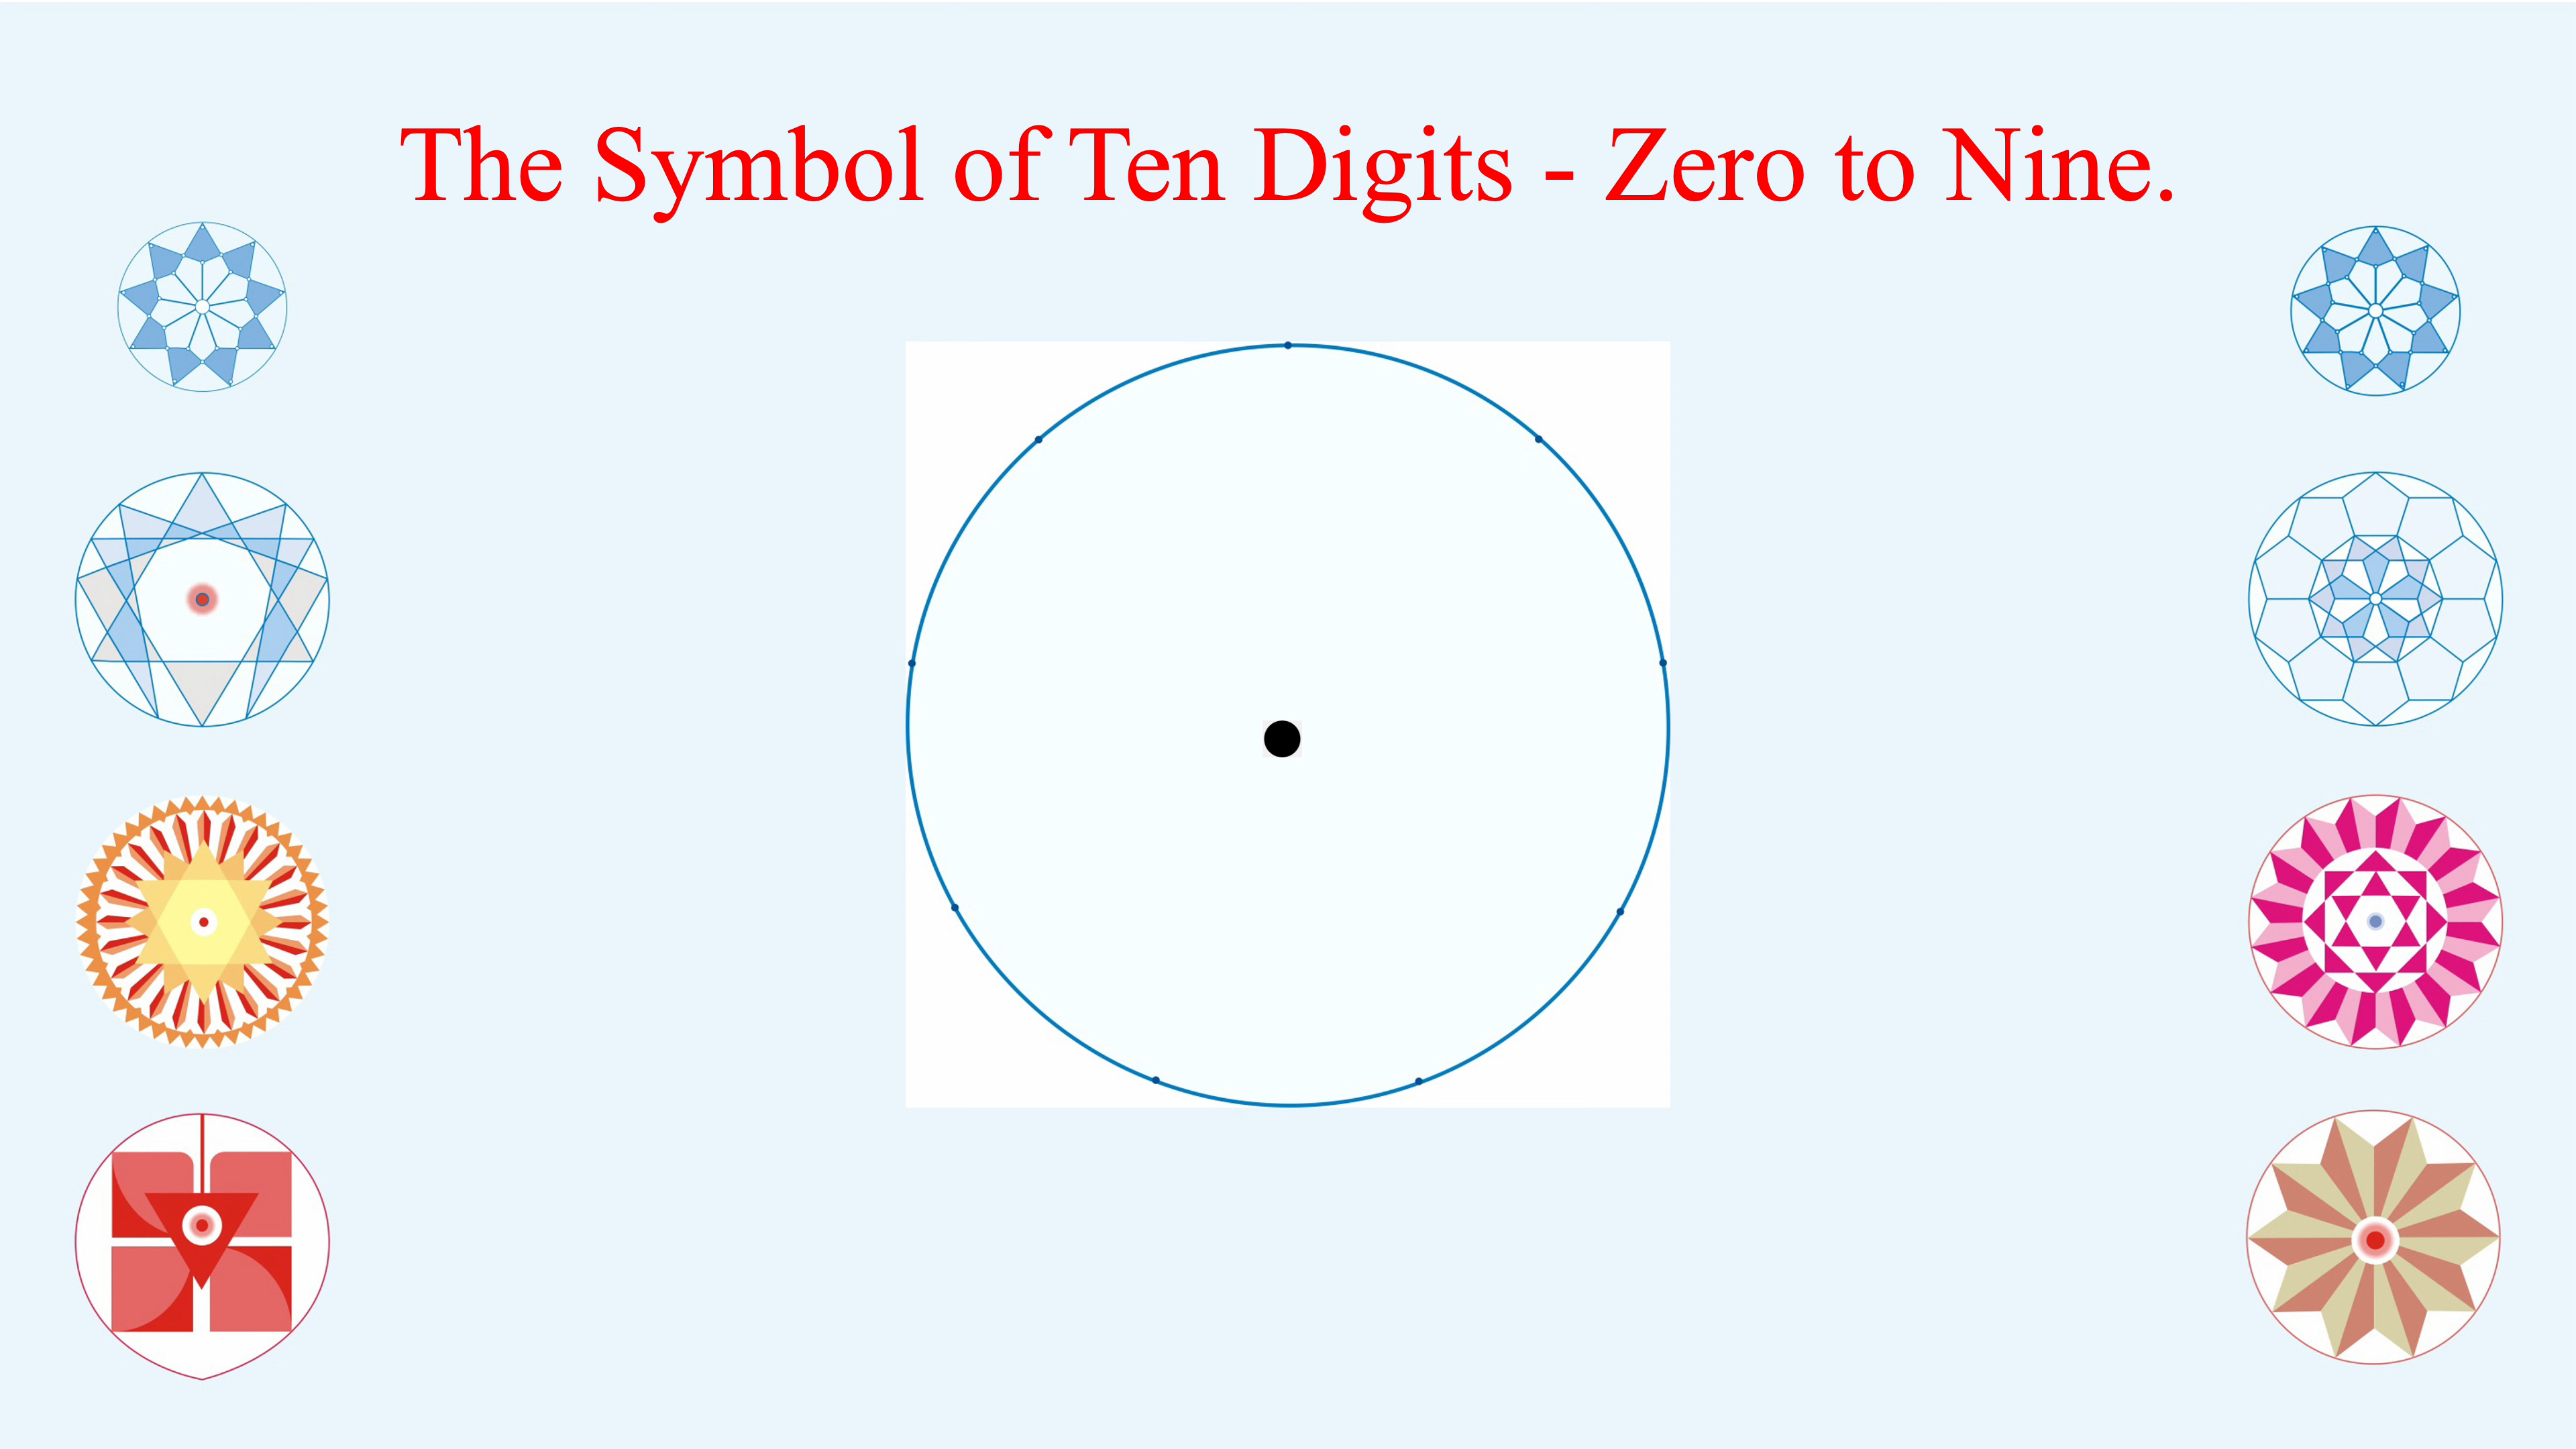 The Symbol of Ten Digits - Zero to Nine.